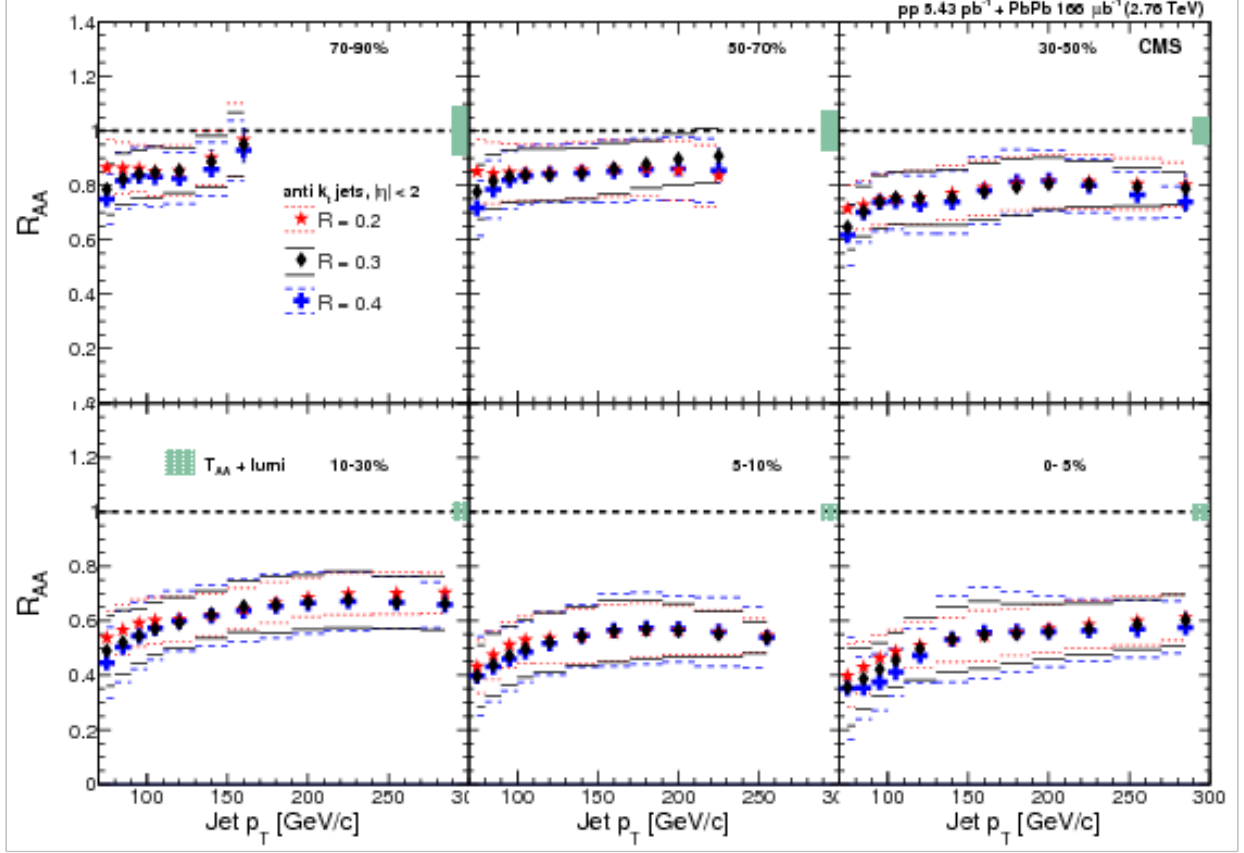 pp 5.43 pb⁻¹ + PbPb 166 μb⁻¹ (2.76 TeV)
1.4
1.2
1
0.8
0.6
0.4
0.2
R_AA
70-90%
50-70%
30-50%
CMS
anti k_t jets, |η| < 2
R = 0.2
R = 0.3
R = 0.4
1.4
1.2
1
0.8
0.6
0.4
0.2
0
R_AA
T_AA + lumi
10-30%
5-10%
0-5%
100 150 200 250 30 100 150 200 250 30 100 150 200 250 300
Jet p_T [GeV/c] Jet p_T [GeV/c] Jet p_T [GeV/c]